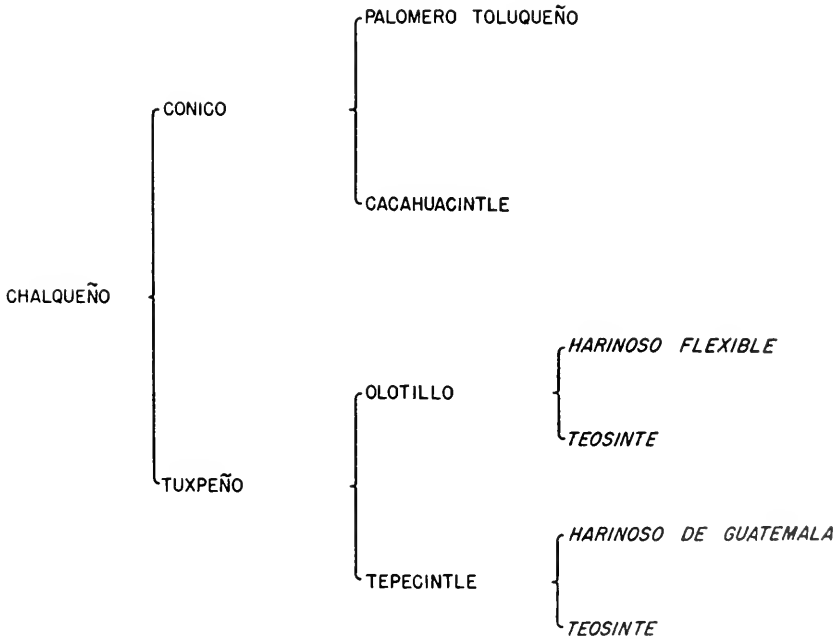 PALOMERO TOLUQUEÑO
CONICO
CACAHUACINTLE
CHALQUEÑO
HARINOSO FLEXIBLE
OLOTILLO
TEOSINTE
TUXPEÑO
HARINOSO DE GUATEMALA
TEPECINTLE
TEOSINTE